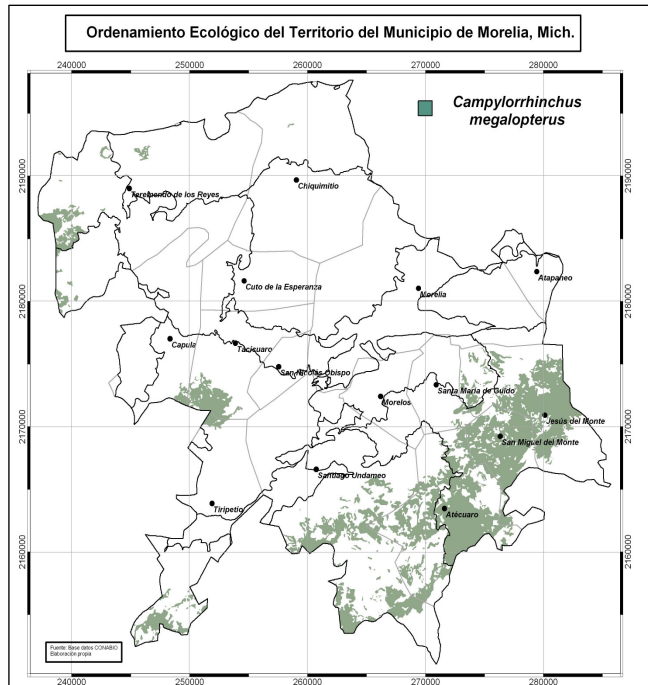 Ordenamiento Ecológico del Territorio del Municipio de Morelia, Mich.
240000 250000 260000 270000 280000
Campylorrhinchus
megalopterus
2190000 2190000
Chiquimitio
Tereméndo de los Reyes
Atapaneo
Cuto de la Esperanza
Morelia
2180000 2180000
Capula
Tacícuaro
San Nicolás Obispo
Santa María de Guido
Morelos
Jesús del Monte
2170000 2170000
San Miguel del Monte
Santiago Undameo
Tiripetío
Atécuaro
2160000 2160000
Fuente: Base datos CONABIO
Elaboración propia
240000 250000 260000 270000 280000